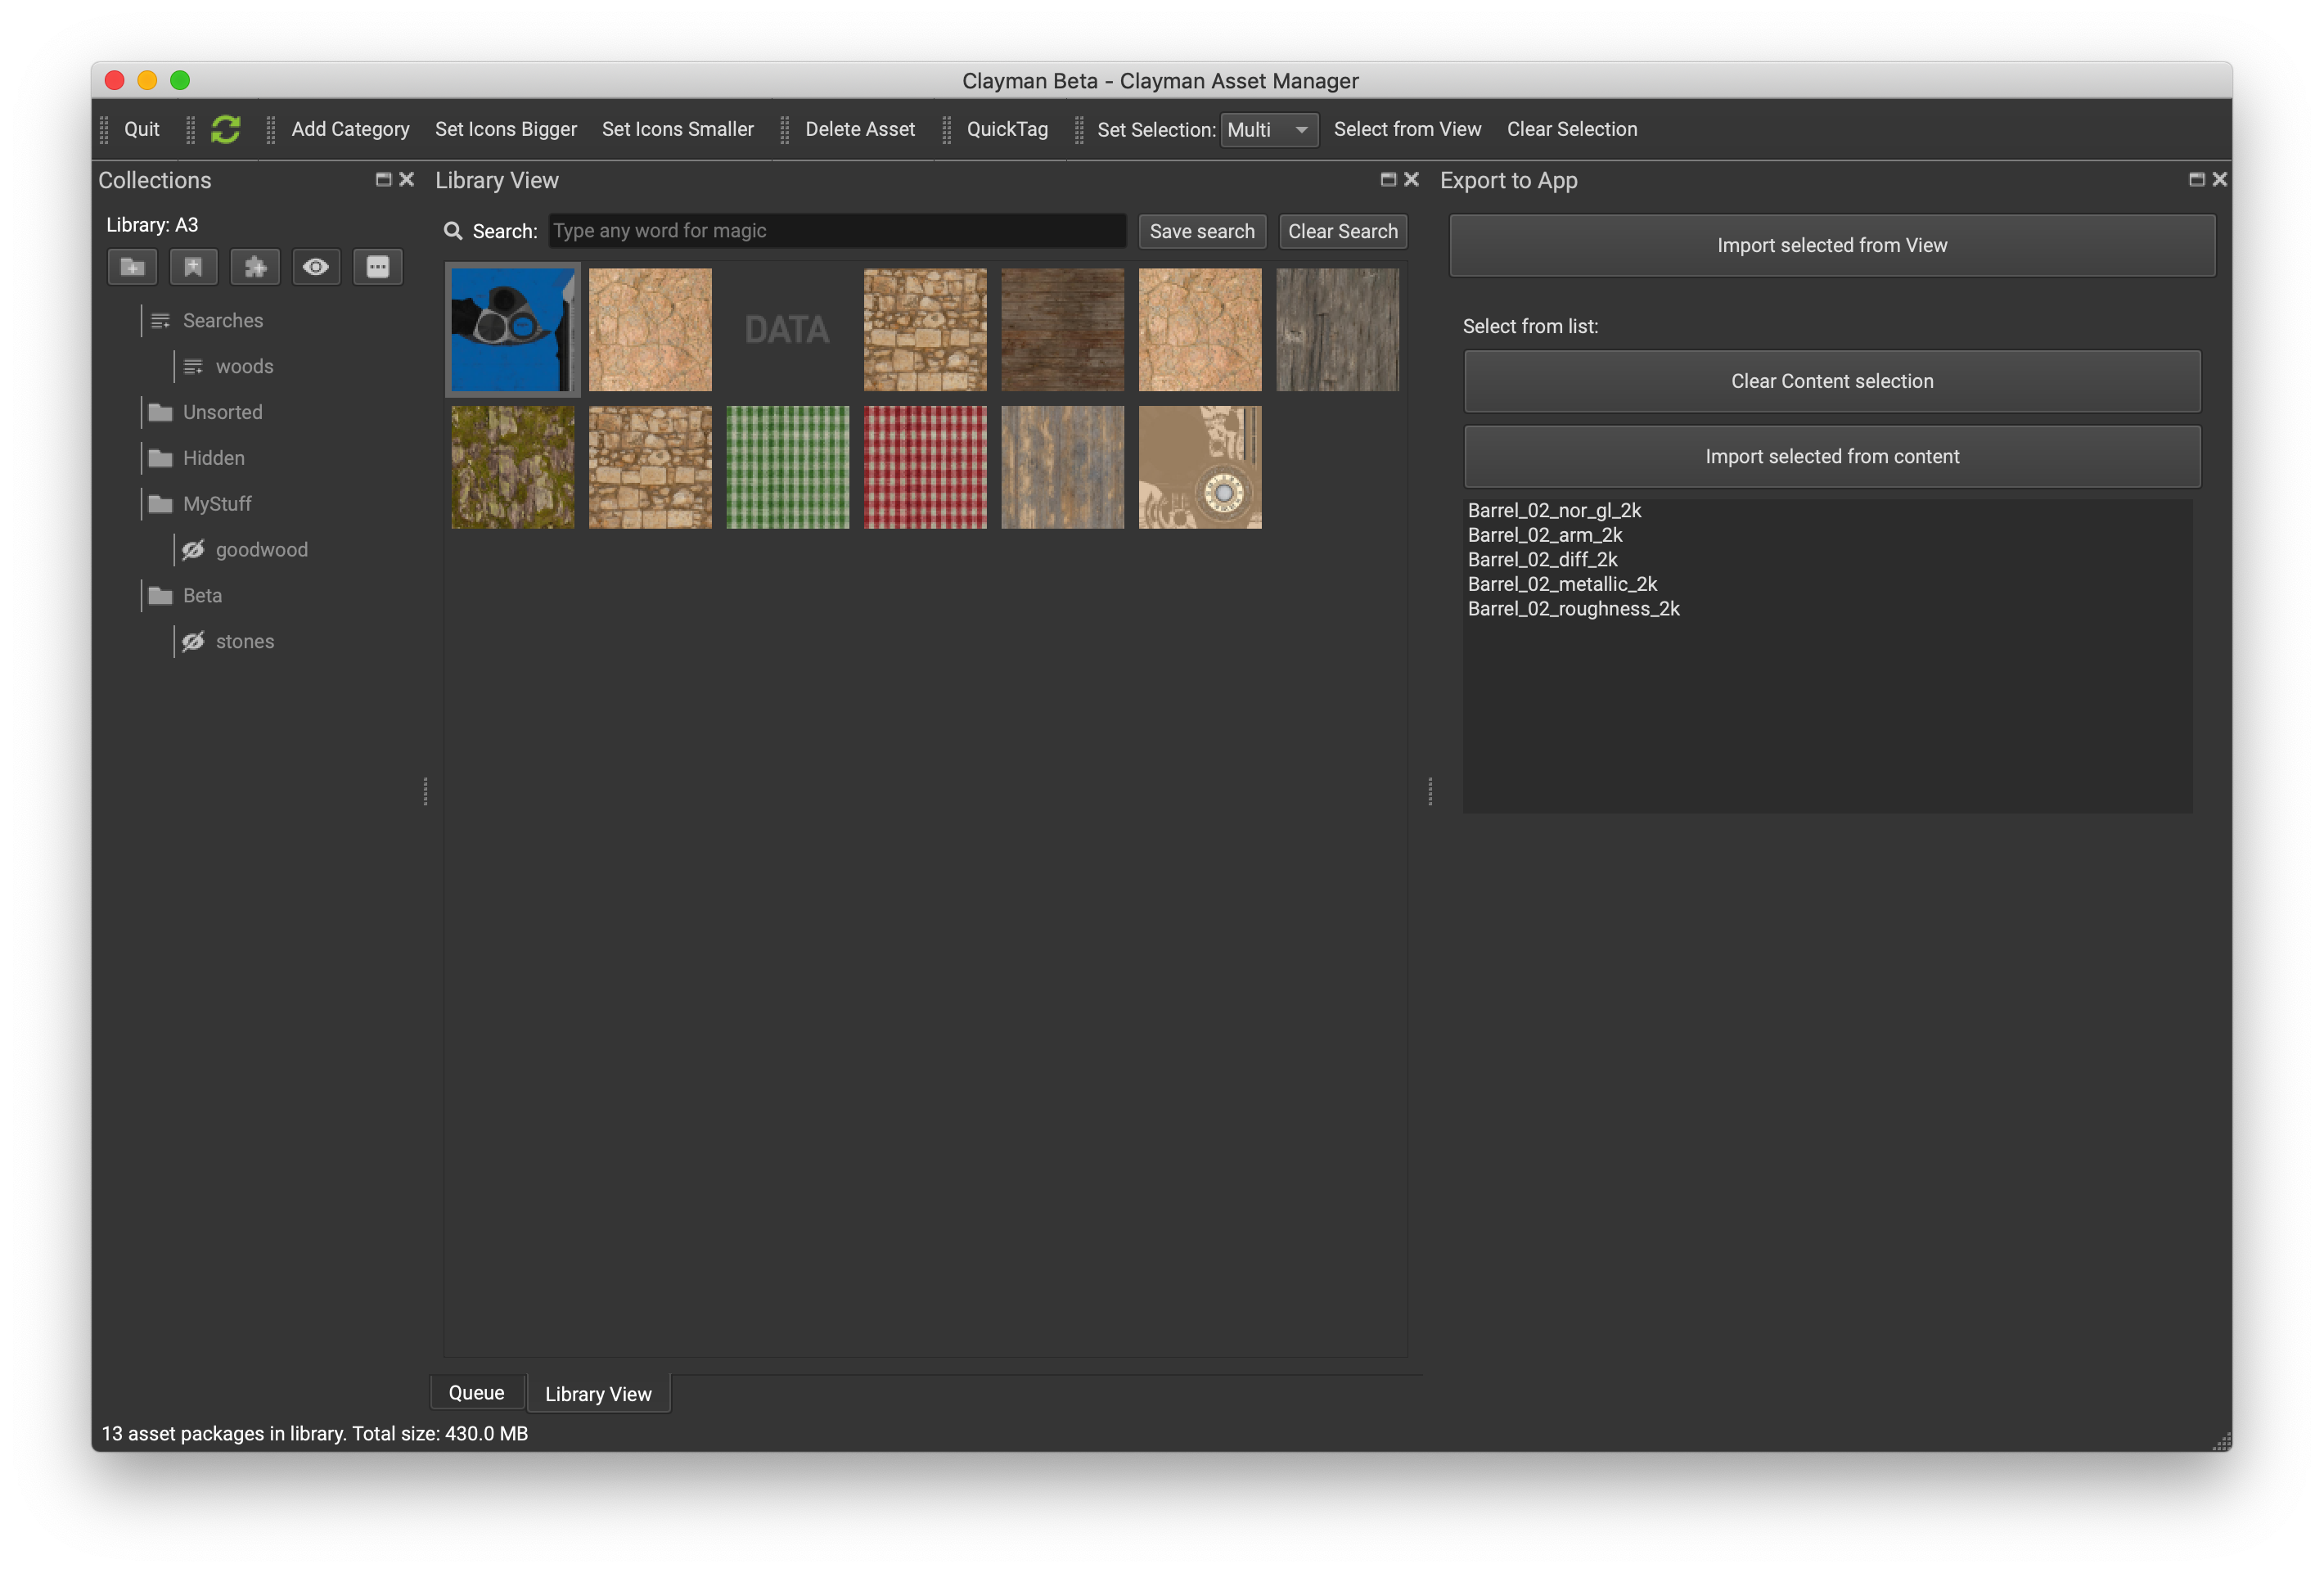 Clayman Beta - Clayman Asset Manager
Quit
Add Category
Set Icons Bigger
Set Icons Smaller
Delete Asset
QuickTag
Set Selection:
Multi
Select from View
Clear Selection
Collections
Library: A3
Searches
woods
Unsorted
Hidden
MyStuff
goodwood
Beta
stones
Library View
Search:
Type any word for magic
Save search
Clear Search
DATA
Queue
Library View
Export to App
Import selected from View
Select from list:
Clear Content selection
Import selected from content
Barrel_02_nor_gl_2k
Barrel_02_arm_2k
Barrel_02_diff_2k
Barrel_02_metallic_2k
Barrel_02_roughness_2k
13 asset packages in library. Total size: 430.0 MB